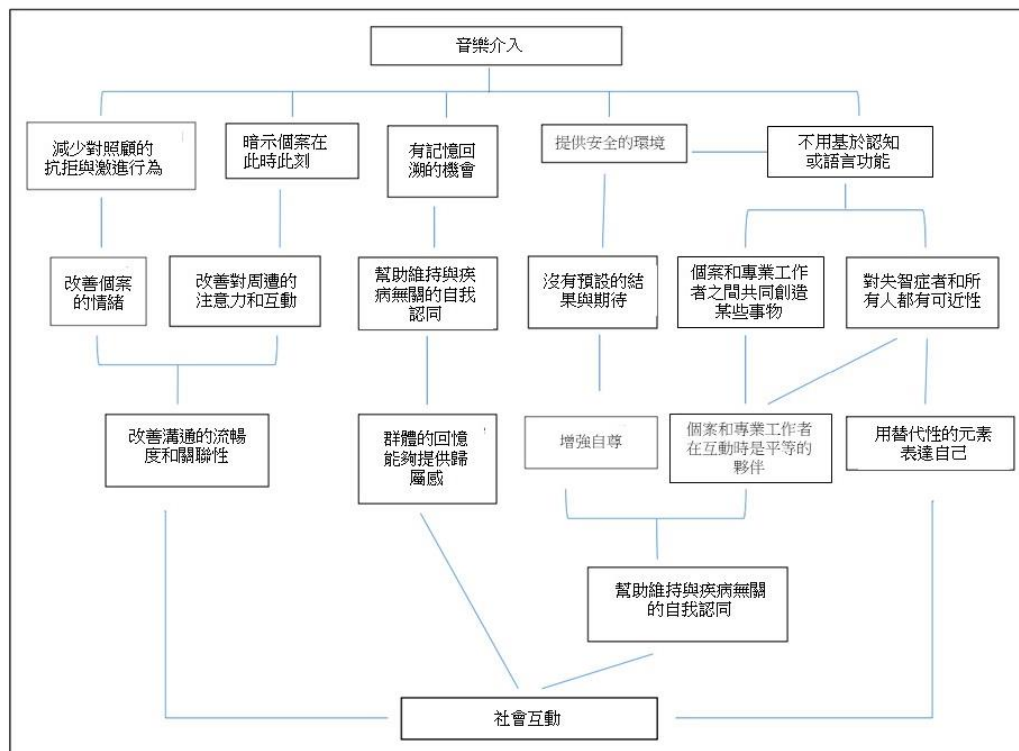 音樂介入
減少對照顧的
抗拒與激進行為
暗示個案在
此時此刻
有記憶回
溯的機會
提供安全的環境
不用基於認知
或語言功能
改善個案
的情緒
改善對周遭的
注意力和互動
幫助維持與疾
病無關的自我
認同
沒有預設的結
果與期待
個案和專業工作
者之間共同創造
某些事物
對失智症者和所
有人都有可近性
改善溝通的流暢
度和關聯性
群體的回憶
能夠提供歸
屬感
增強自尊
個案和專業工作者
在互動時是平等的
夥伴
用替代性的元素
表達自己
幫助維持與疾病無關
的自我認同
社會互動